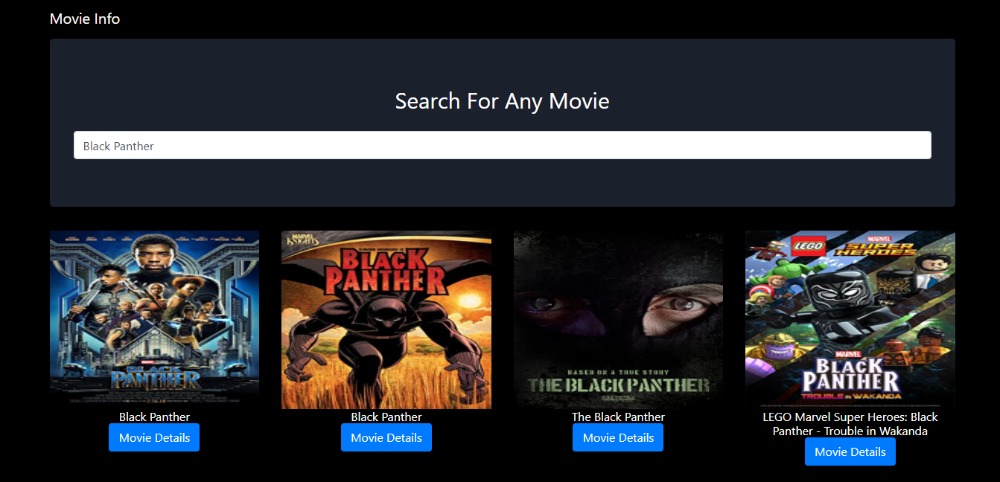 Movie Info
Search For Any Movie
Black Panther
MARVEL
KNIGHTS
BLACK
PANTHER
LEGO
MARVEL
SUPER
HEROES
MARVEL
BLACK
PANTHER
BASED ON A TRUE STORY
THE BLACK PANTHER
MARVEL
BLACK
PANTHER
TROUBLE IN WAKANDA
Black Panther
Black Panther
The Black Panther
LEGO Marvel Super Heroes: Black
Panther - Trouble in Wakanda
Movie Details
Movie Details
Movie Details
Movie Details